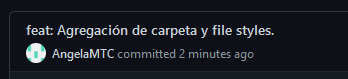 feat: Agregación de carpeta y file styles.
AngelaMTC committed 2 minutes ago